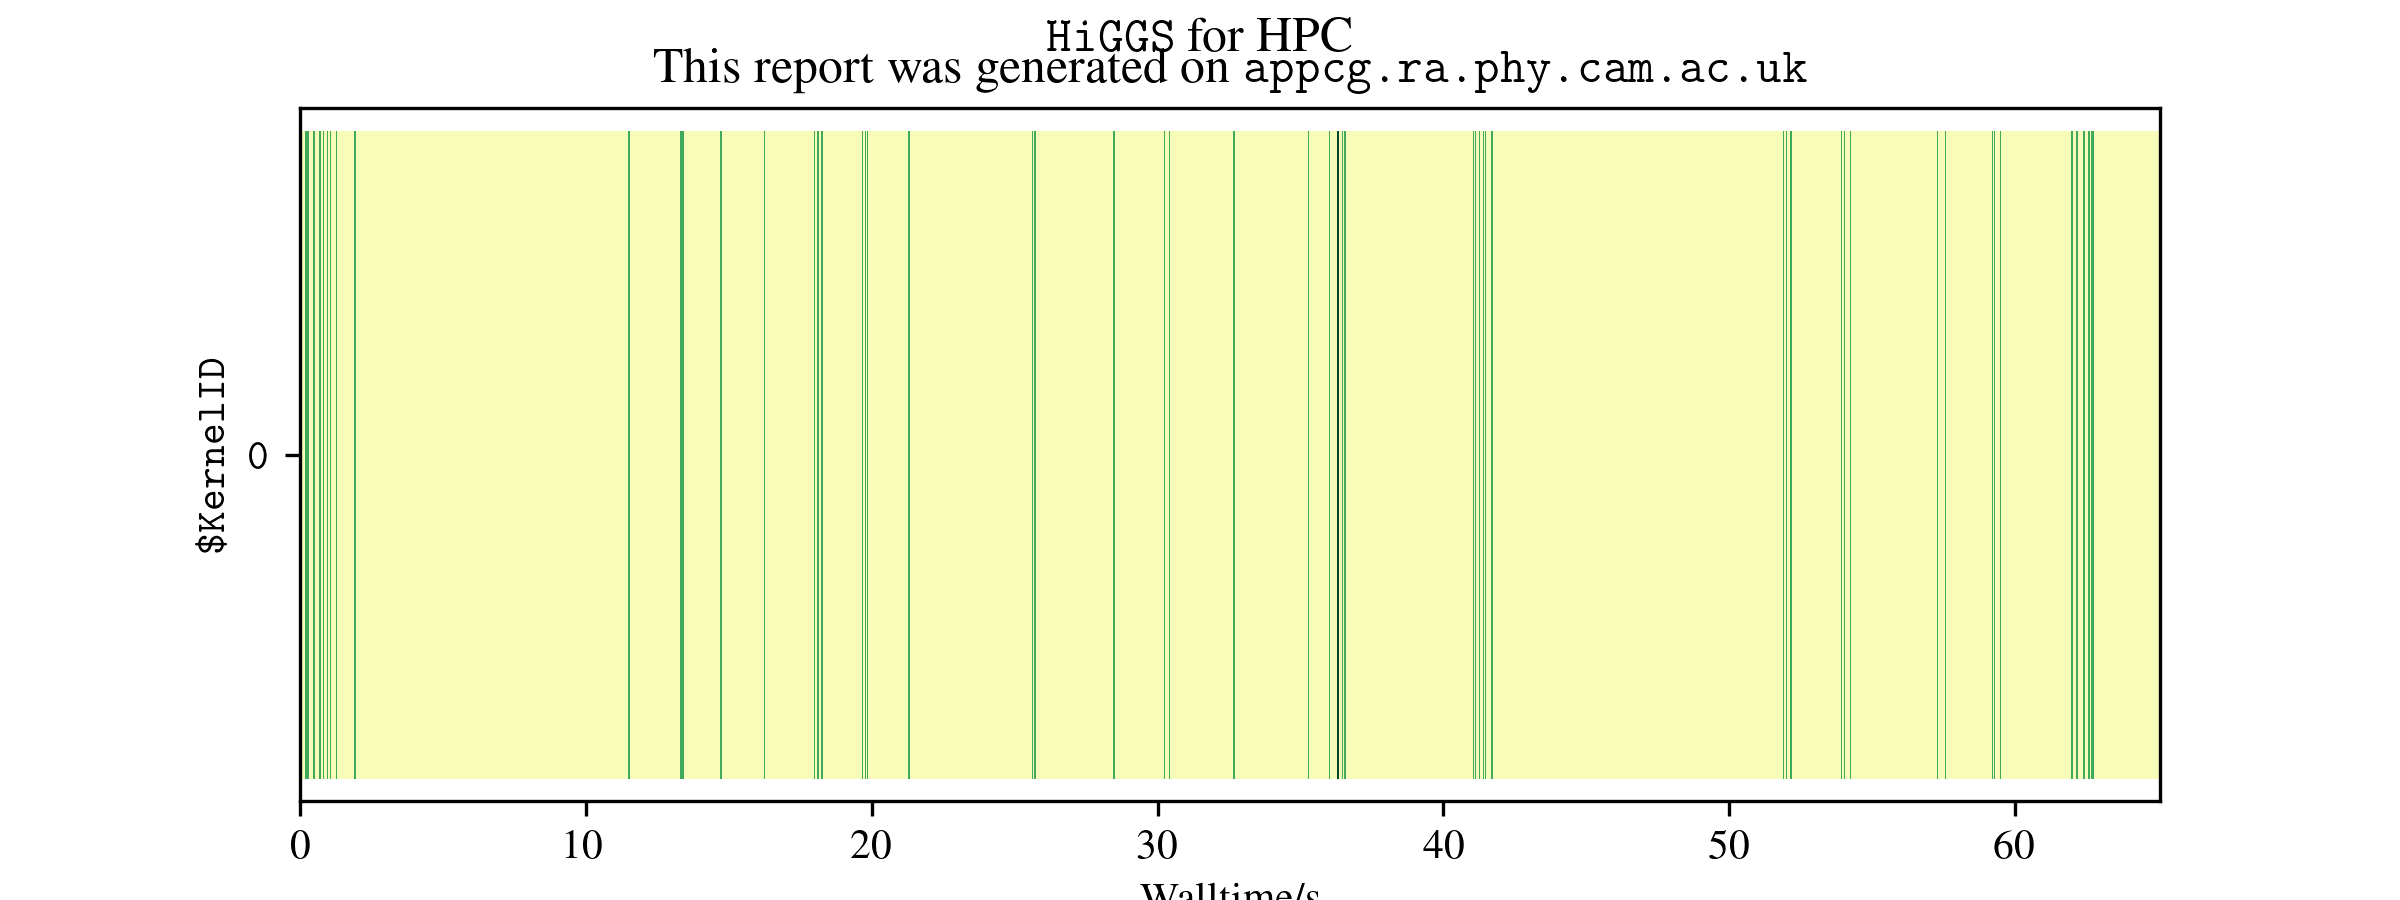 HiGGS for HPC
This report was generated on appcg.ra.phy.cam.ac.uk
$KernelID
0
0 10 20 30 40 50 60
Walltime/s